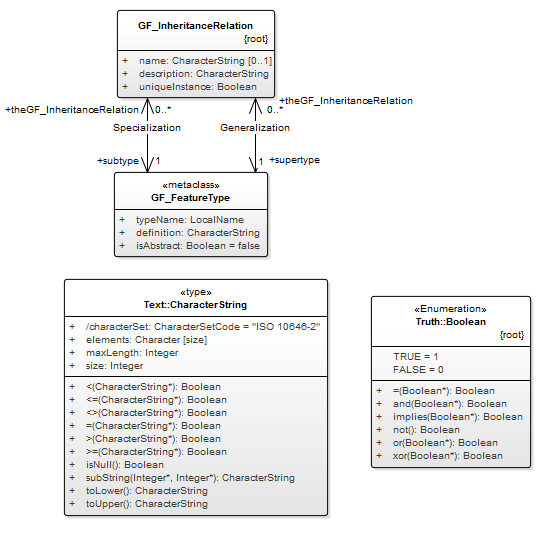 GF_InheritanceRelation
{root}
+ name: CharacterString [0..1]
+ description: CharacterString
+ uniqueInstance: Boolean
+theGF_InheritanceRelation
0..*
0..*
+theGF_InheritanceRelation
Specialization
Generalization
+subtype
1
1
+supertype
«metaclass»
GF_FeatureType
+ typeName: LocalName
+ definition: CharacterString
+ isAbstract: Boolean = false
«type»
Text::CharacterString
+ /characterSet: CharacterSetCode = "ISO 10646-2"
+ elements: Character [size]
+ maxLength: Integer
+ size: Integer
+ <(CharacterString*): Boolean
+ <=(CharacterString*): Boolean
+ <>(CharacterString*): Boolean
+ =(CharacterString*): Boolean
+ >(CharacterString*): Boolean
+ >=(CharacterString*): Boolean
+ isNull(): Boolean
+ subString(Integer*, Integer*): CharacterString
+ toLower(): CharacterString
+ toUpper(): CharacterString
«Enumeration»
Truth::Boolean
{root}
TRUE = 1
FALSE = 0
+ =(Boolean*): Boolean
+ and(Boolean*): Boolean
+ implies(Boolean*): Boolean
+ not(): Boolean
+ or(Boolean*): Boolean
+ xor(Boolean*): Boolean